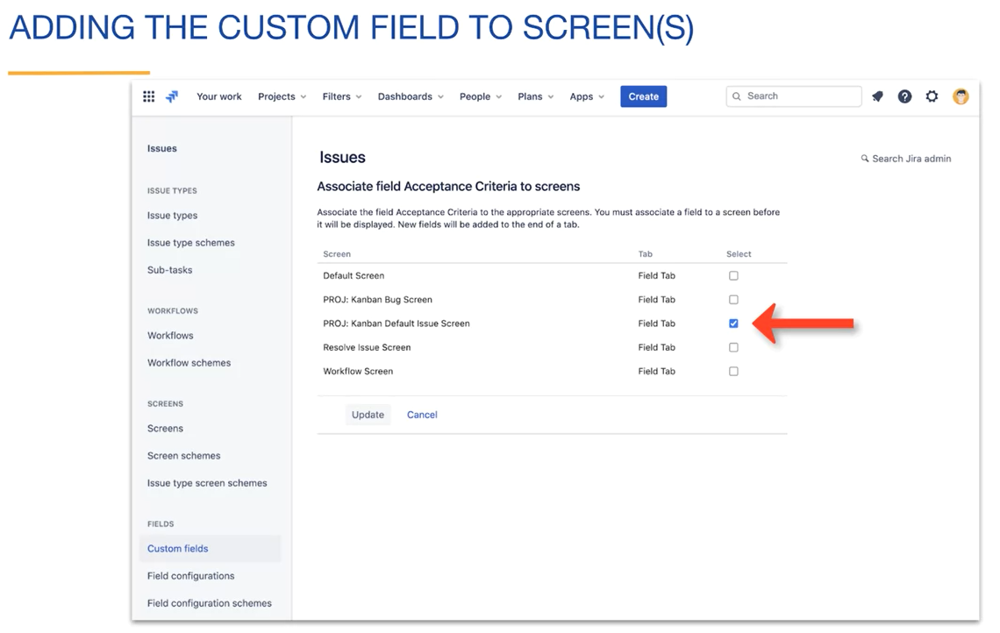 ADDING THE CUSTOM FIELD TO SCREEN(S)
Your work Projects Filters Dashboards People Plans Apps Create Search
Issues
ISSUE TYPES
Issue types
Issue type schemes
Sub-tasks
WORKFLOWS
Workflows
Workflow schemes
SCREENS
Screens
Screen schemes
Issue type screen schemes
FIELDS
Custom fields
Field configurations
Field configuration schemes
Issues
Search Jira admin
Associate field Acceptance Criteria to screens
Associate the field Acceptance Criteria to the appropriate screens. You must associate a field to a screen before
it will be displayed. New fields will be added to the end of a tab.
Screen Tab Select
Default Screen Field Tab
PROJ: Kanban Bug Screen Field Tab
PROJ: Kanban Default Issue Screen Field Tab
Resolve Issue Screen Field Tab
Workflow Screen Field Tab
Update Cancel